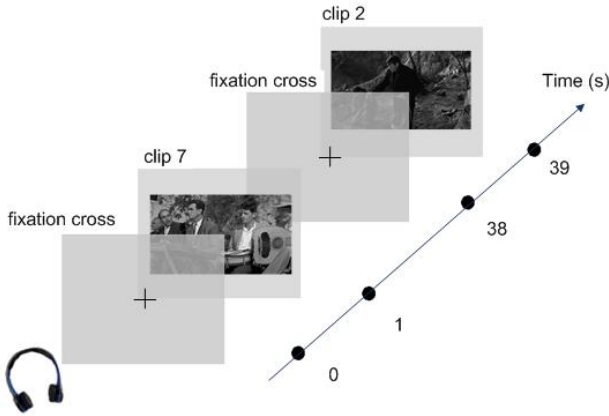 clip 2
fixation cross
Time (s)
clip 7
39
fixation cross
38
1
0